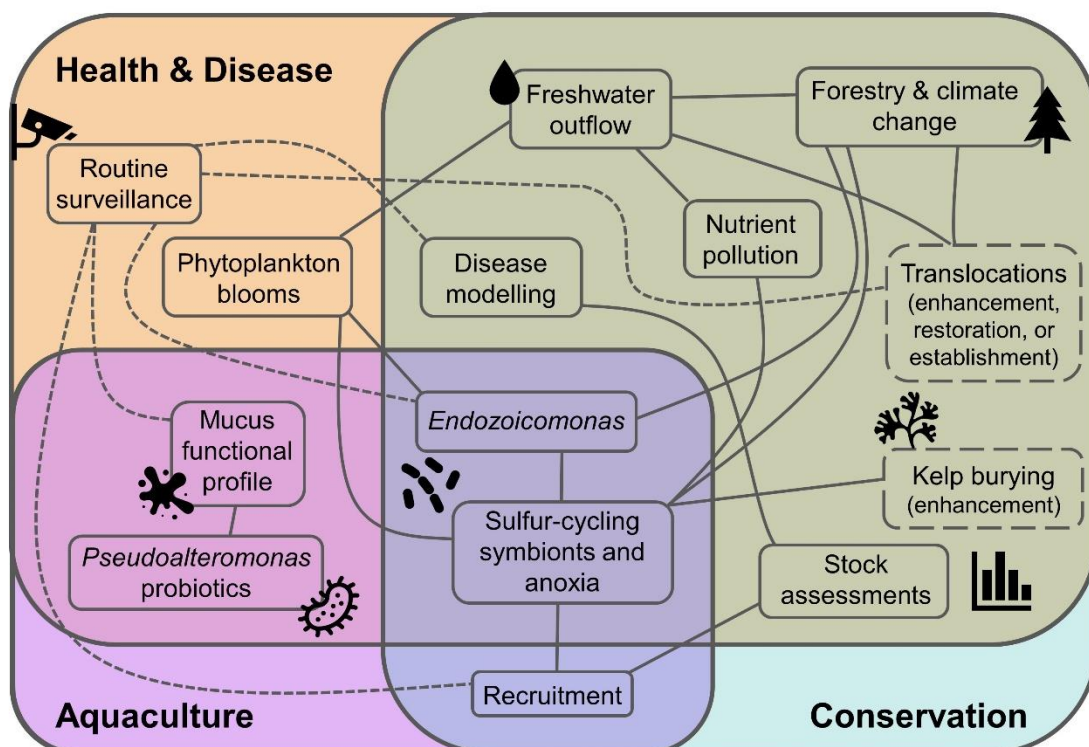 Health & Disease
Freshwater
outflow
Forestry & climate
change
Routine
surveillance
Nutrient
pollution
Phytoplankton
blooms
Disease
modelling
Translocations
(enhancement,
restoration, or
establishment)
Mucus
functional
profile
Endozoicomonas
Kelp burying
(enhancement)
Sulfur-cycling
symbionts and
anoxia
Pseudoalteromonas
probiotics
Stock
assessments
Recruitment
Aquaculture
Conservation